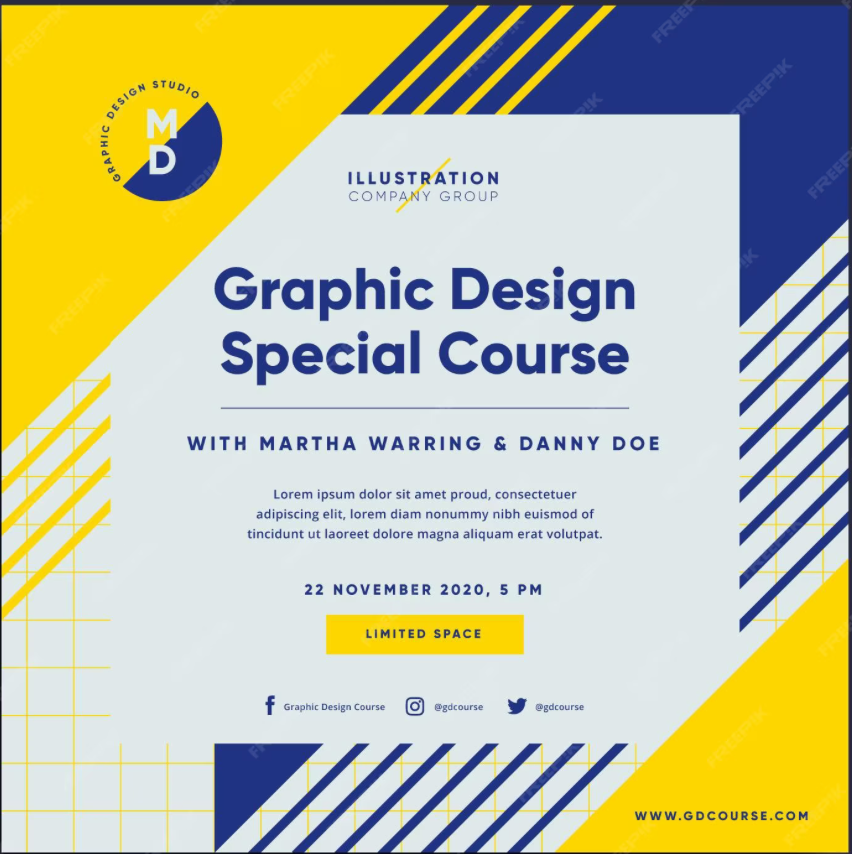 GRAPHIC DESIGN STUDIO
M
D
ILLUSTRATION
COMPANY GROUP
Graphic Design
Special Course
WITH MARTHA WARRING & DANNY DOE
Lorem ipsum dolor sit amet proud, consectetuer
adipiscing elit, lorem diam nonummy nibh euismod of
tincidunt ut laoreet dolore magna aliquam erat volutpat.
22 NOVEMBER 2020, 5 PM
LIMITED SPACE
Graphic Design Course @gdcourse @gdcourse
WWW.GDCOURSE.COM
FREEPIK